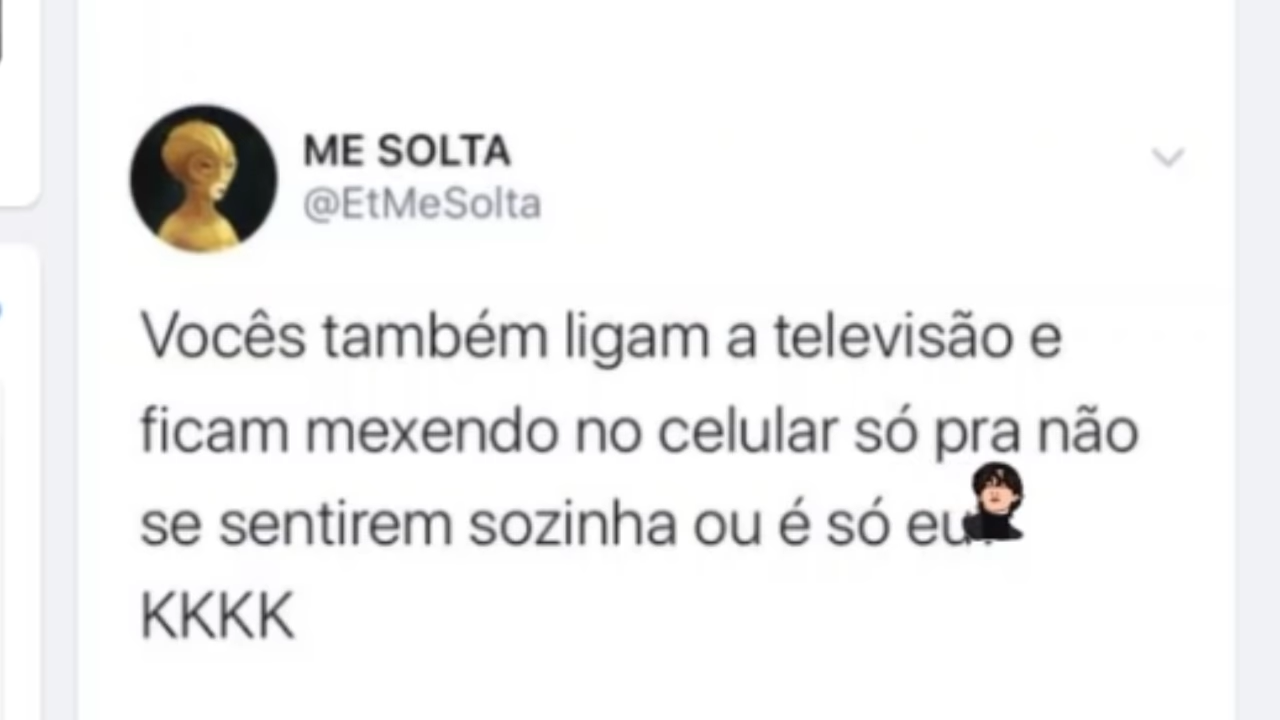 ME SOLTA
@EtMeSolta
Vocês também ligam a televisão e
ficam mexendo no celular só pra não
se sentirem sozinha ou é só eu
KKKK